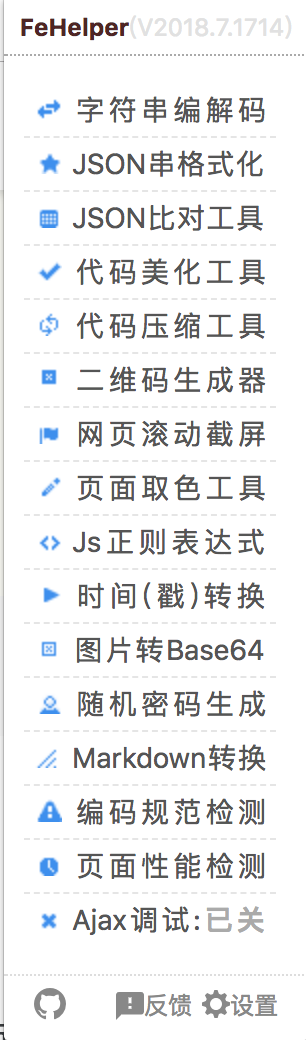 FeHelper(V2018.7.1714)
字符串编解码
JSON串格式化
JSON比对工具
代码美化工具
代码压缩工具
二维码生成器
网页滚动截屏
页面取色工具
Js正则表达式
时间(戳)转换
图片转Base64
随机密码生成
Markdown转换
编码规范检测
页面性能检测
Ajax调试:已关
反馈 设置